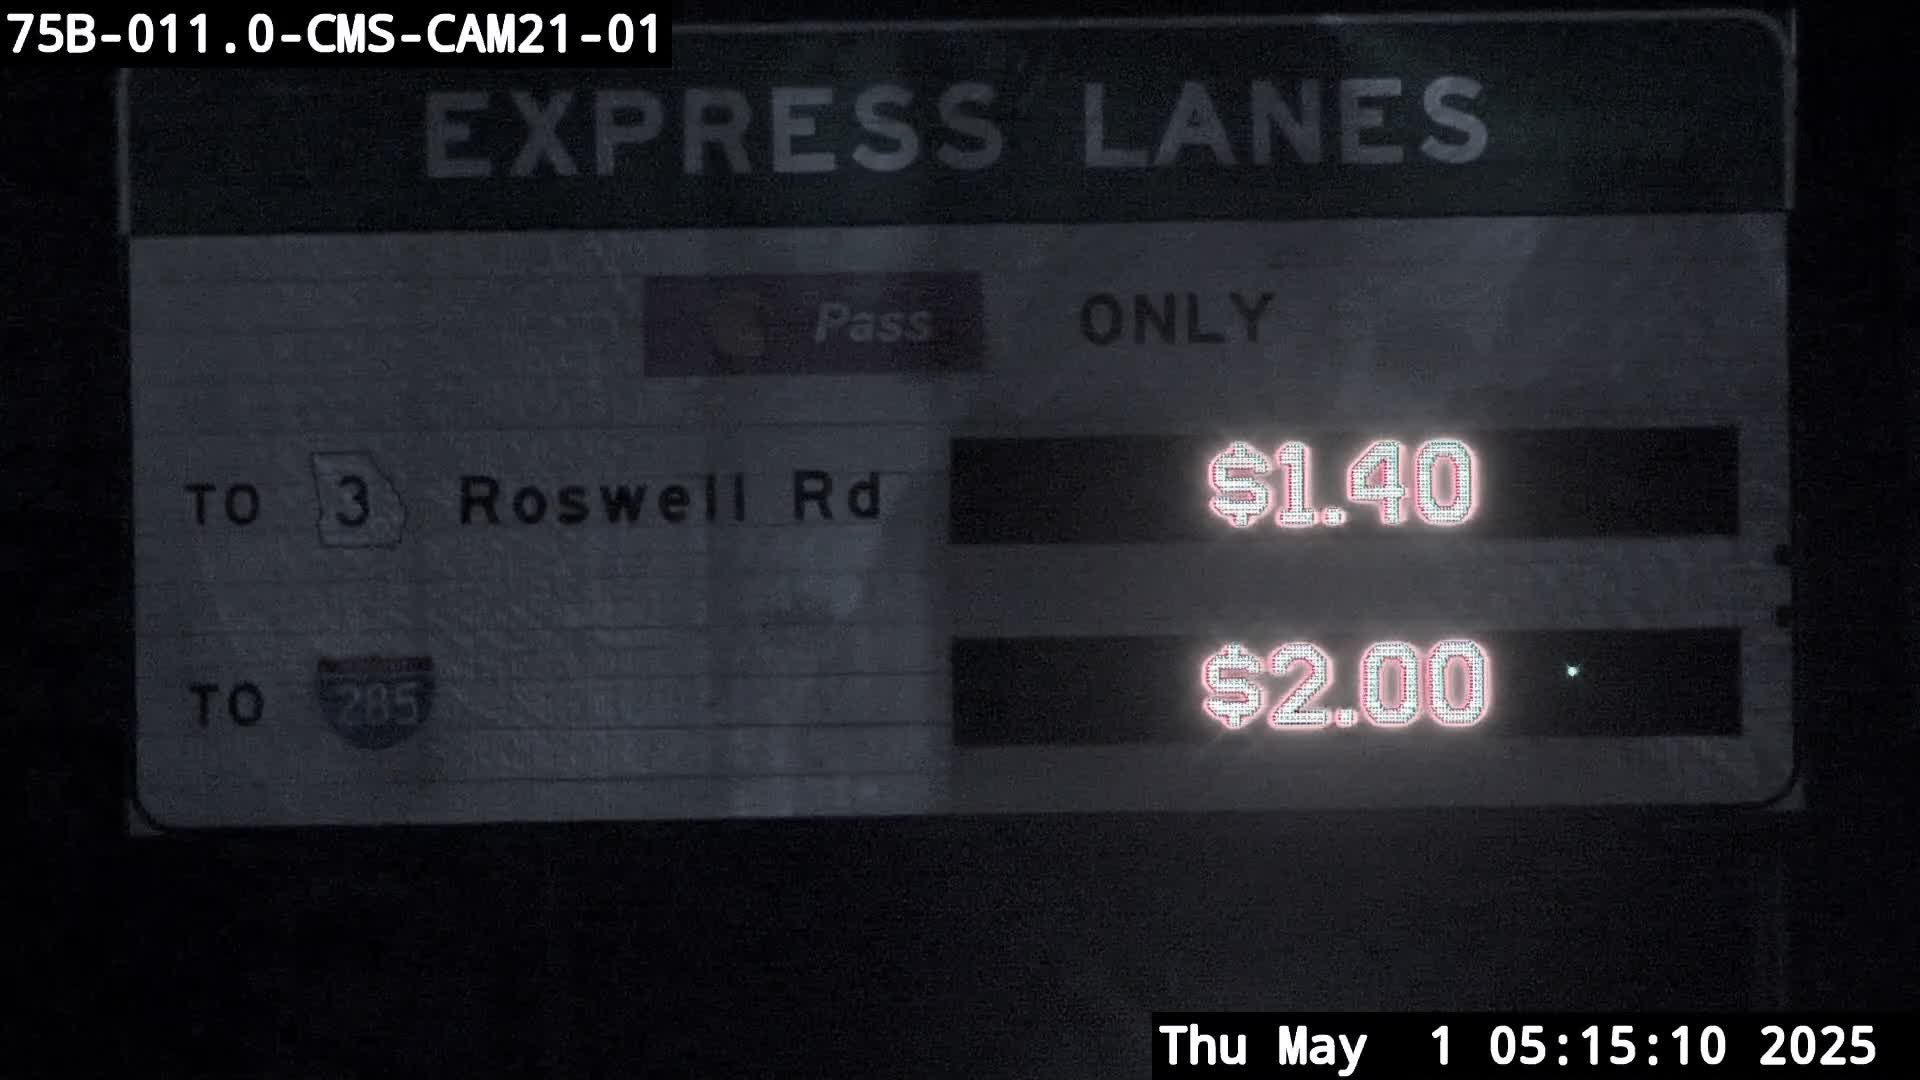 75B-011.0-CMS-CAM21-01
EXPRESS LANES
Pass ONLY
TO 3 Roswell Rd $1.40
TO 285 $2.00
Thu May 1 05:15:10 2025